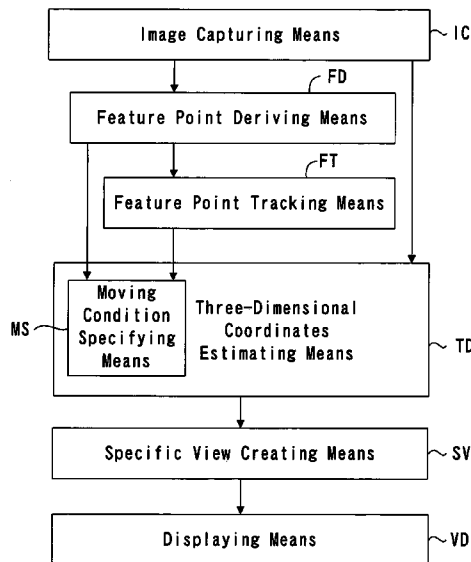 Image Capturing Means
IC
FD
Feature Point Deriving Means
FT
Feature Point Tracking Means
MS
Moving
Condition
Specifying
Means
Three-Dimensional
Coordinates
Estimating Means
TD
Specific View Creating Means
SV
Displaying Means
VD